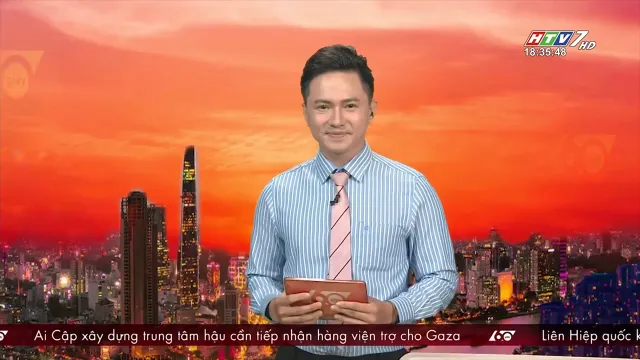 HTV7 HD
18:35:48
Ai Cập xây dựng trung tâm hậu cần tiếp nhận hàng viện trợ cho Gaza 60 Liên Hiệp quốc